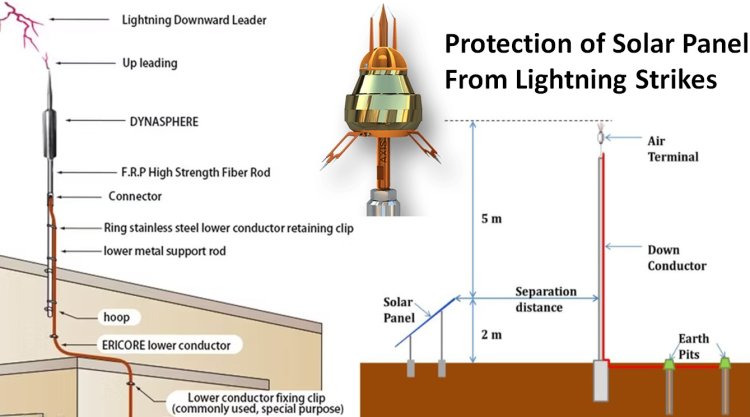 Lightning Downward Leader
Up leading
DYNASPHERE
F.R.P High Strength Fiber Rod
Connector
Ring stainless steel lower conductor retaining clip
lower metal support rod
hoop
ERICORE lower conductor
Lower conductor fixing clip
(commonly used, special purpose)
AXIS
Protection of Solar Panel
From Lightning Strikes
Air
Terminal
5 m
Down
Conductor
Separation
distance
Solar
Panel
2 m
Earth
Pits